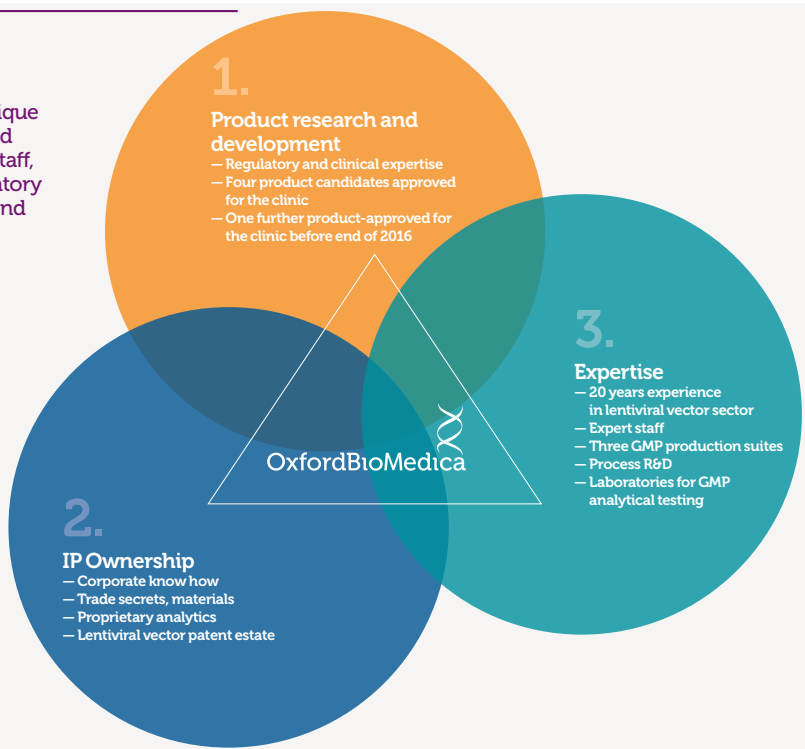 ique
d
taff,
atory
nd
1.
Product research and
development
— Regulatory and clinical expertise
— Four product candidates approved
for the clinic
— One further product-approved for
the clinic before end of 2016
3.
Expertise
— 20 years experience
in lentiviral vector sector
— Expert staff
— Three GMP production suites
— Process R&D
— Laboratories for GMP
analytical testing
OxfordBioMedica
2.
IP Ownership
— Corporate know how
— Trade secrets, materials
— Proprietary analytics
— Lentiviral vector patent estate